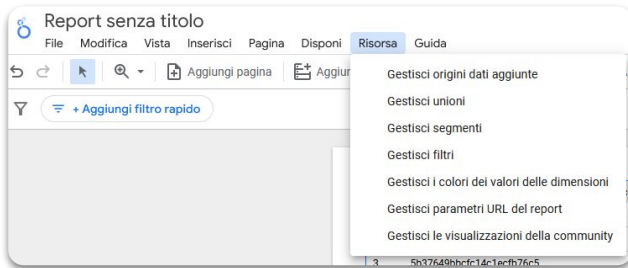 Report senza titolo
File Modifica Vista Inserisci Pagina Disponi Risorsa Guida
Aggiungi pagina Aggiur
+ Aggiungi filtro rapido
Gestisci origini dati aggiunte
Gestisci unioni
Gestisci segmenti
Gestisci filtri
Gestisci i colori dei valori delle dimensioni
Gestisci parametri URL del report
Gestisci le visualizzazioni della community
3